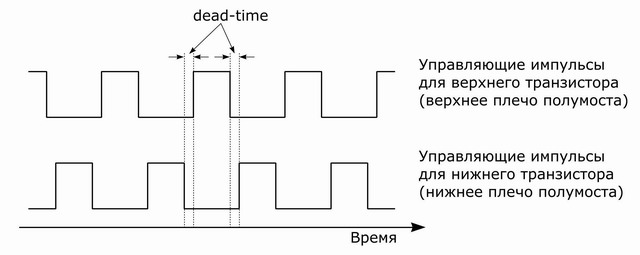 dead-time
Управляющие импульсы
для верхнего транзистора
(верхнее плечо полумоста)
Управляющие импульсы
для нижнего транзистора
(нижнее плечо полумоста)
Время